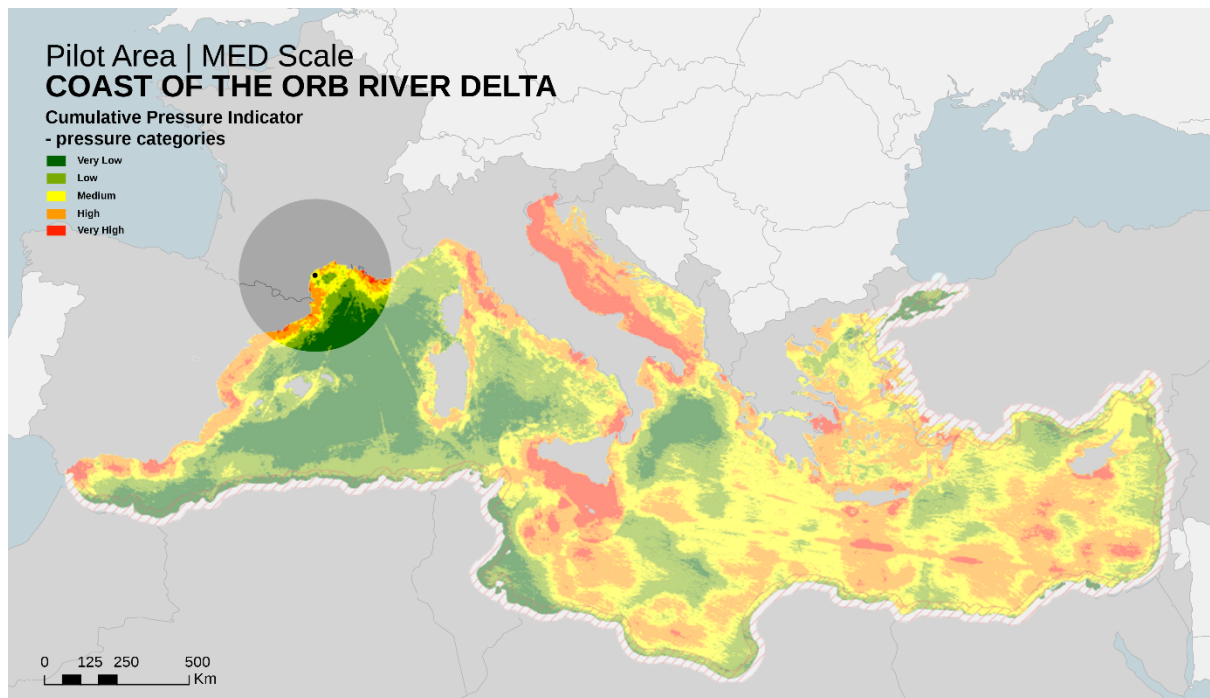 Pilot Area | MED Scale
COAST OF THE ORB RIVER DELTA
Cumulative Pressure Indicator
- pressure categories
Very Low
Low
Medium
High
Very High
0 125 250 500
Km